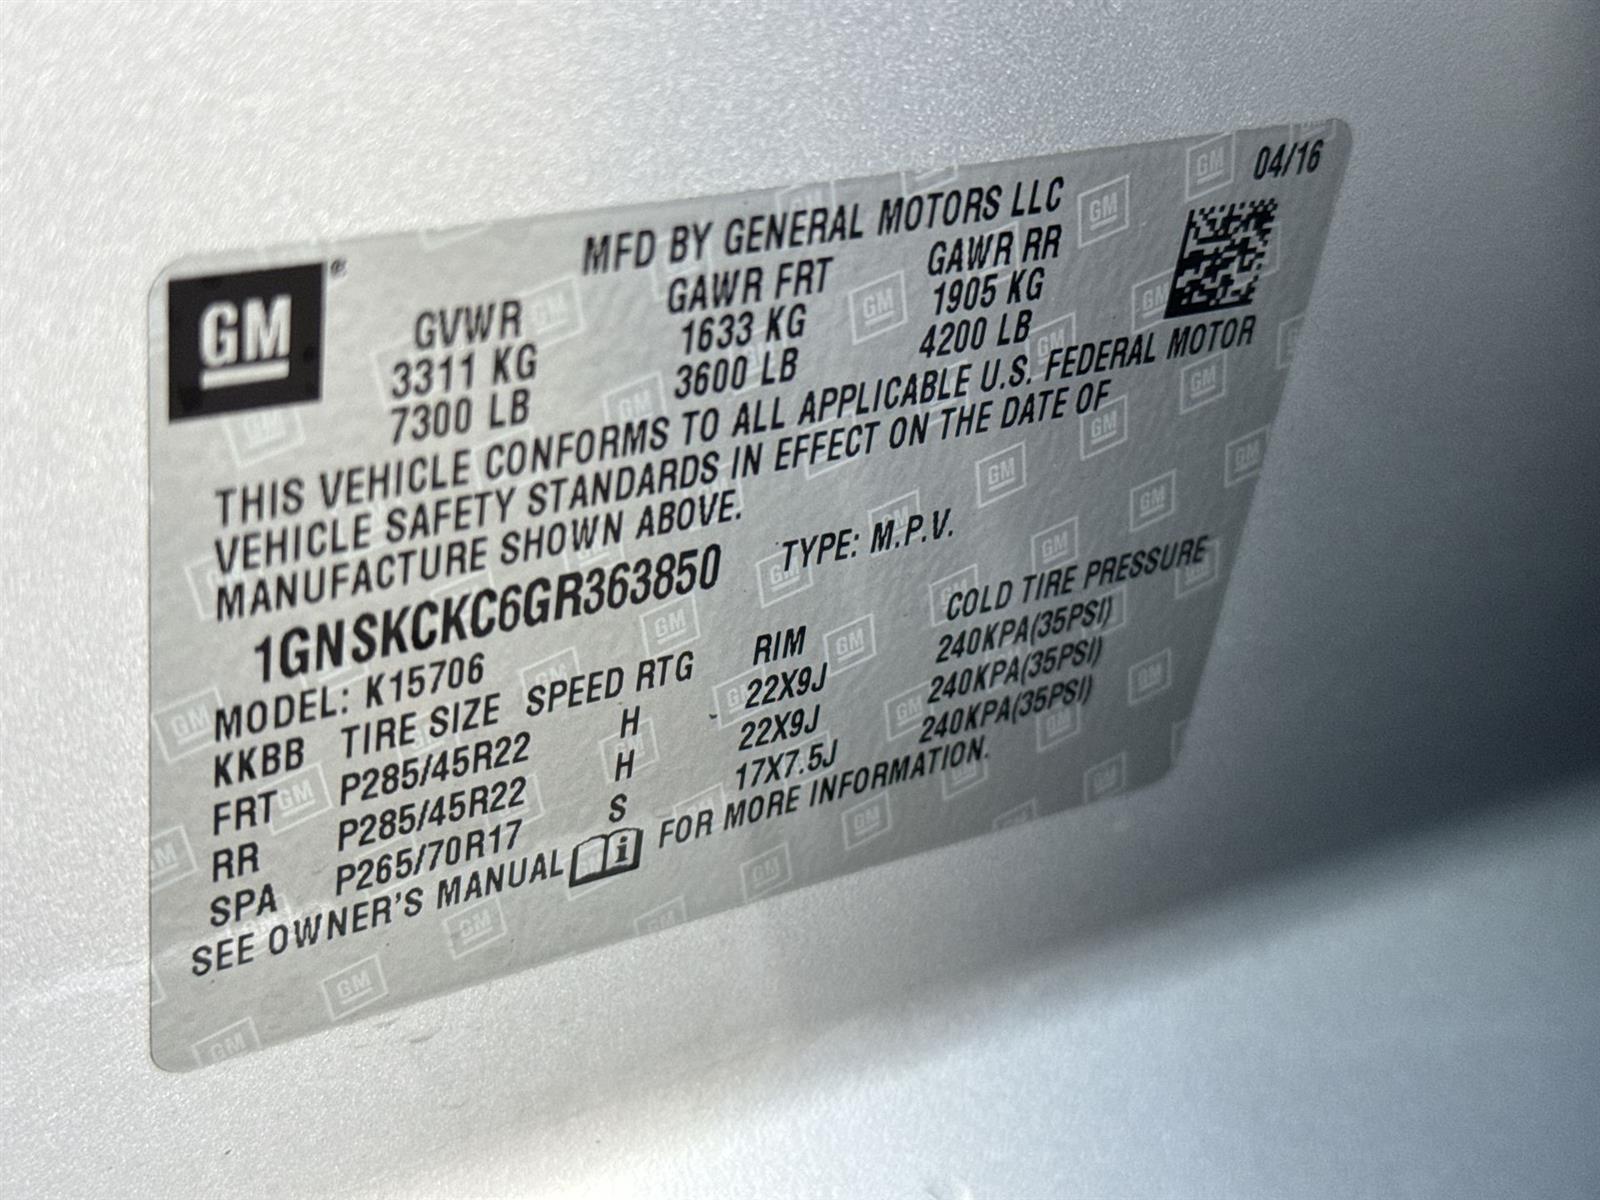 04/16
MFD BY GENERAL MOTORS LLC
GM®
GVWR GAWR FRT GAWR RR
3311 KG 1633 KG 1905 KG
7300 LB 3600 LB 4200 LB
THIS VEHICLE CONFORMS TO ALL APPLICABLE U.S. FEDERAL MOTOR
VEHICLE SAFETY STANDARDS IN EFFECT ON THE DATE OF
MANUFACTURE SHOWN ABOVE.
1GNSKCKC6GR363850 TYPE: M.P.V.
MODEL: K15706
KKBB TIRE SIZE SPEED RTG RIM COLD TIRE PRESSURE
FRT P285/45R22 H 22X9J 240KPA(35PSI)
RR P285/45R22 H 22X9J 240KPA(35PSI)
SPA P265/70R17 S 17X7.5J 240KPA(35PSI)
SEE OWNER'S MANUAL FOR MORE INFORMATION.